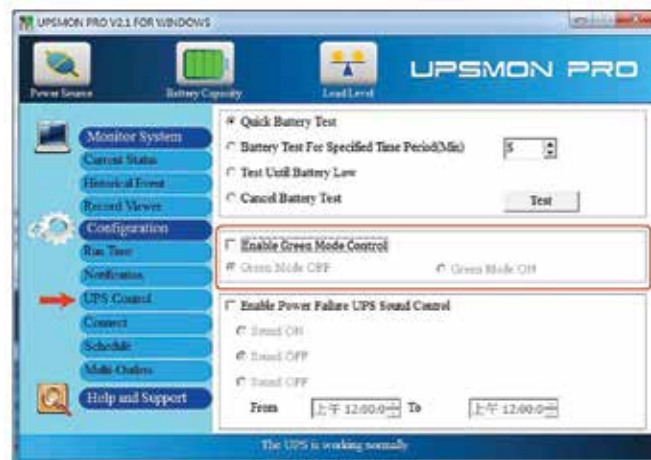 UPSMON PRO V2.1 FOR WINDOWS
Power Source
Battery Capacity
Load Level
UPSMON PRO
Monitor System
Current Status
Historical Event
Record Viewer
Configuration
Run Time
Notification
UPS Control
Connect
Schedule
Multi-Outlets
Help and Support
Quick Battery Test
Battery Test For Specified Time Period(Min)
5
Test Until Battery Low
Cancel Battery Test
Test
Enable Green Mode Control
Green Mode OFF
Green Mode ON
Enable Power Failure UPS Sound Control
Sound ON
Sound OFF
Sound OFF
From
上午 12:00:0
To
上午 12:00:0
The UPS is working normally